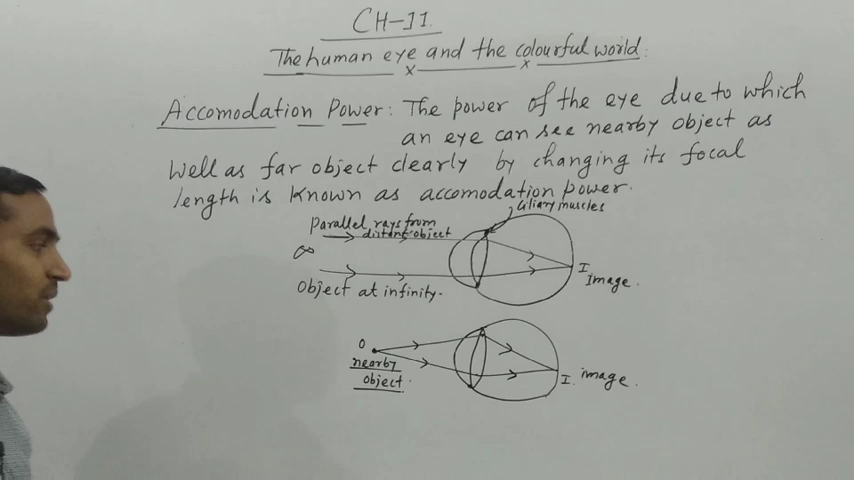 CH-11.
The human eye and the colourful world.
Accomodation Power: The power of the eye due to which
an eye can see nearby object as
well as far object clearly by changing its focal
length is known as accomodation power.
Ciliary muscles
Parallel rays from
distant object
∞
I
Image.
Object at infinity.
O
nearby
object.
I. image.